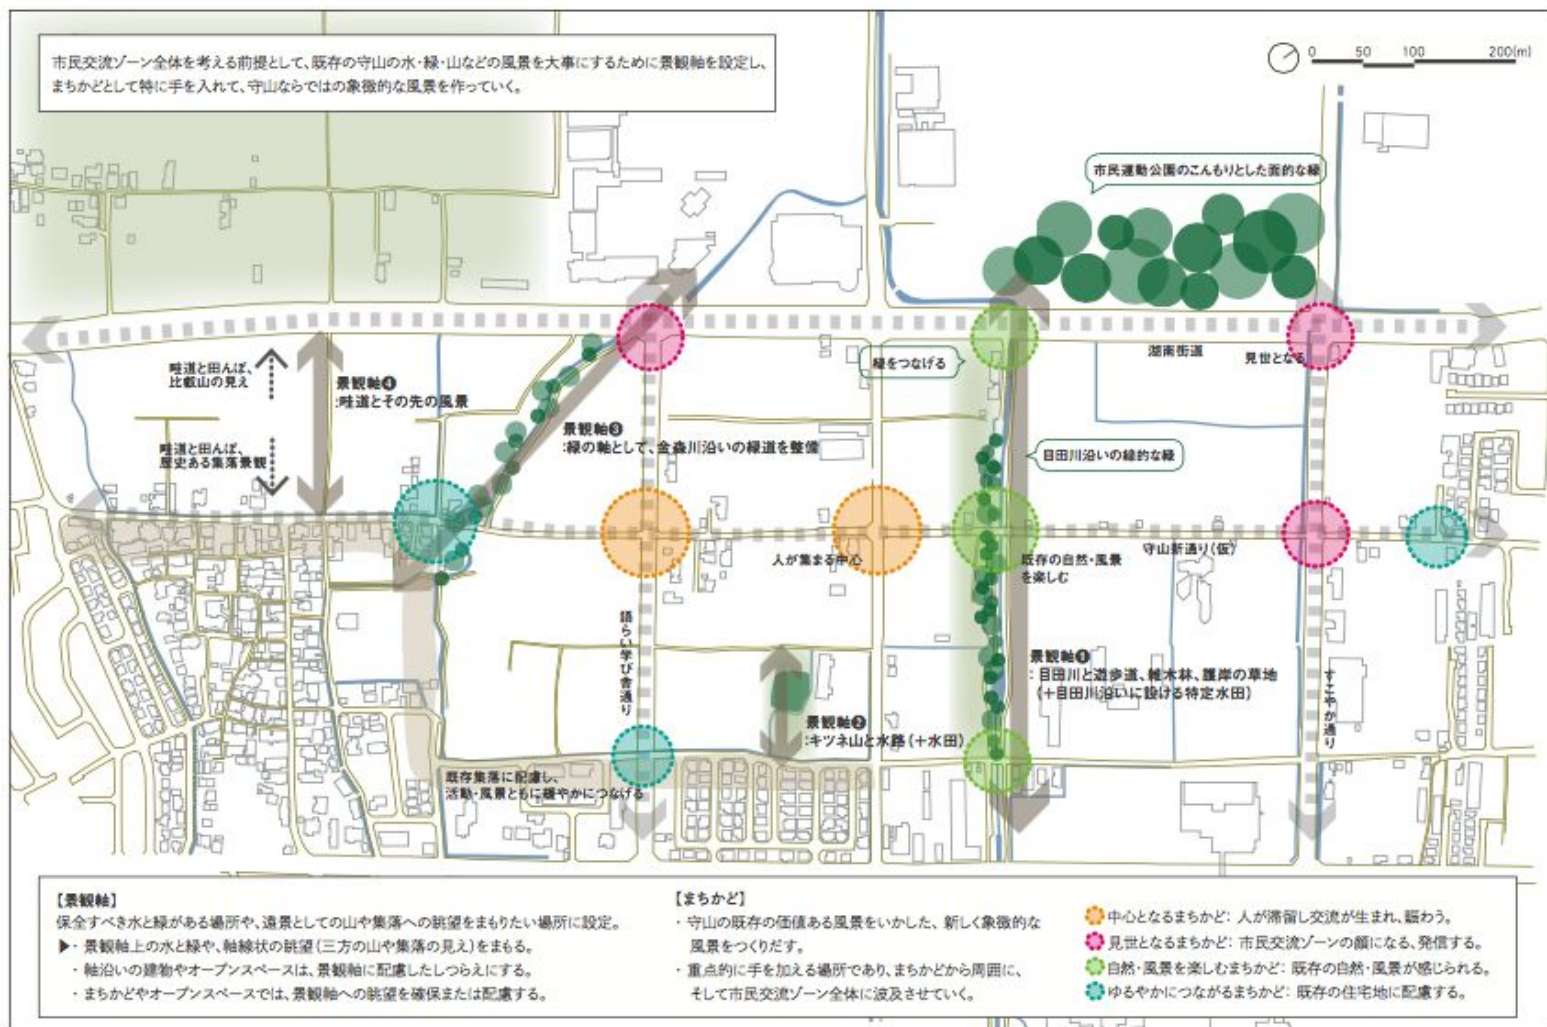 市民交流ゾーン全体を考える前提として、既存の守山の水・緑・山などの風景を大事にするために景観軸を設定し、
まちかどとして特に手を入れて、守山ならではの象徴的な風景を作っていく。
0 50 100 200(m)
市民運動公園のこんもりとした面的な緑
緑をつなげる
湖南街道
見世となる
畦道と田んぼ、
比叡山の見え
景観軸❹
:畦道とその先の風景
畦道と田んぼ、
歴史ある集落景観
景観軸❸
:緑の軸として、金森川沿いの緑道を整備
目田川沿いの線的な緑
人が集まる中心
既存の自然・風景
を楽しむ
守山新通り(仮)
語らい学び舎通り
景観軸❶
: 目田川と遊歩道、雑木林、護岸の草地
(+目田川沿いに設ける特定水田)
すこやか通り
景観軸❷
:キツネ山と水路(+水田)
既存集落に配慮し、
活動・風景ともに緩やかにつなげる
【景観軸】
保全すべき水と緑がある場所や、遠景としての山や集落への眺望をまもりたい場所に設定。
▶・ 景観軸上の水と緑や、軸線状の眺望(三方の山や集落の見え)をまもる。
・ 軸沿いの建物やオープンスペースは、景観軸に配慮したしつらえにする。
・ まちかどやオープンスペースでは、景観軸への眺望を確保または配慮する。
【まちかど】
・ 守山の既存の価値ある風景をいかした、新しく象徴的な
風景をつくりだす。
・ 重点的に手を加える場所であり、まちかどから周囲に、
そして市民交流ゾーン全体に波及させていく。
中心となるまちかど: 人が滞留し交流が生まれ、賑わう。
見世となるまちかど: 市民交流ゾーンの顔になる、発信する。
自然・風景を楽しむまちかど: 既存の自然・風景が感じられる。
ゆるやかにつながるまちかど: 既存の住宅地に配慮する。